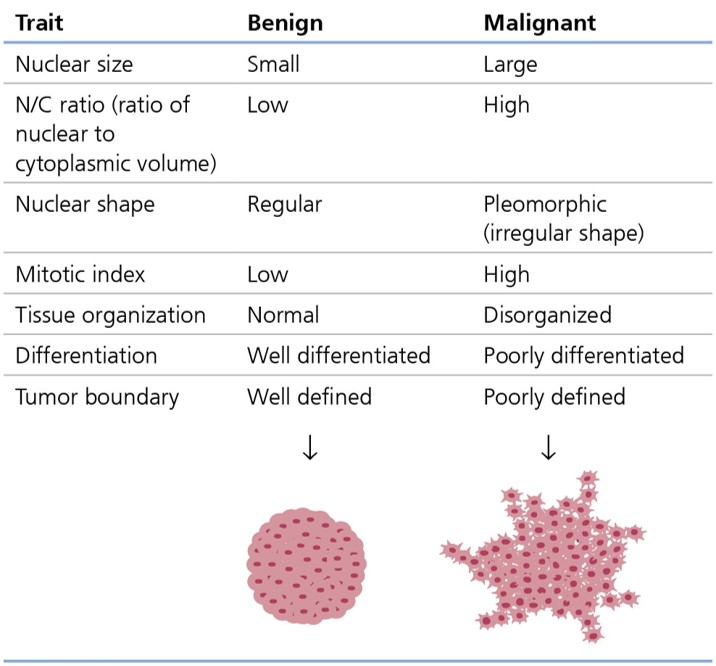 Trait Benign Malignant
Nuclear size Small Large
N/C ratio (ratio of Low High
nuclear to
cytoplasmic volume)
Nuclear shape Regular Pleomorphic
(irregular shape)
Mitotic index Low High
Tissue organization Normal Disorganized
Differentiation Well differentiated Poorly differentiated
Tumor boundary Well defined Poorly defined